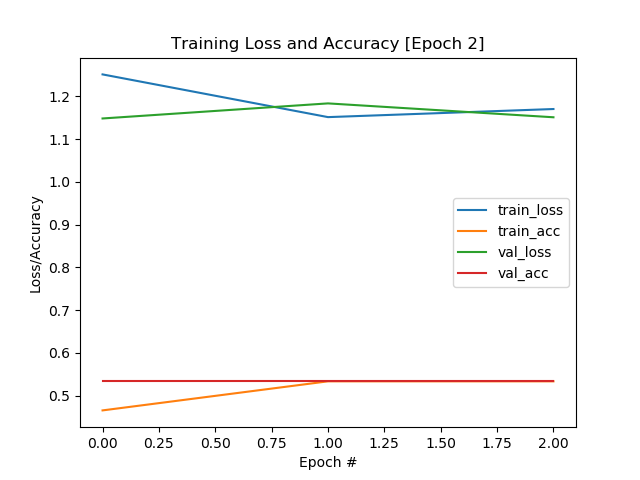 Training Loss and Accuracy [Epoch 2]
1.2
1.1
1.0
0.9
0.8
0.7
0.6
0.5
Loss/Accuracy
train_loss
train_acc
val_loss
val_acc
0.00 0.25 0.50 0.75 1.00 1.25 1.50 1.75 2.00
Epoch #